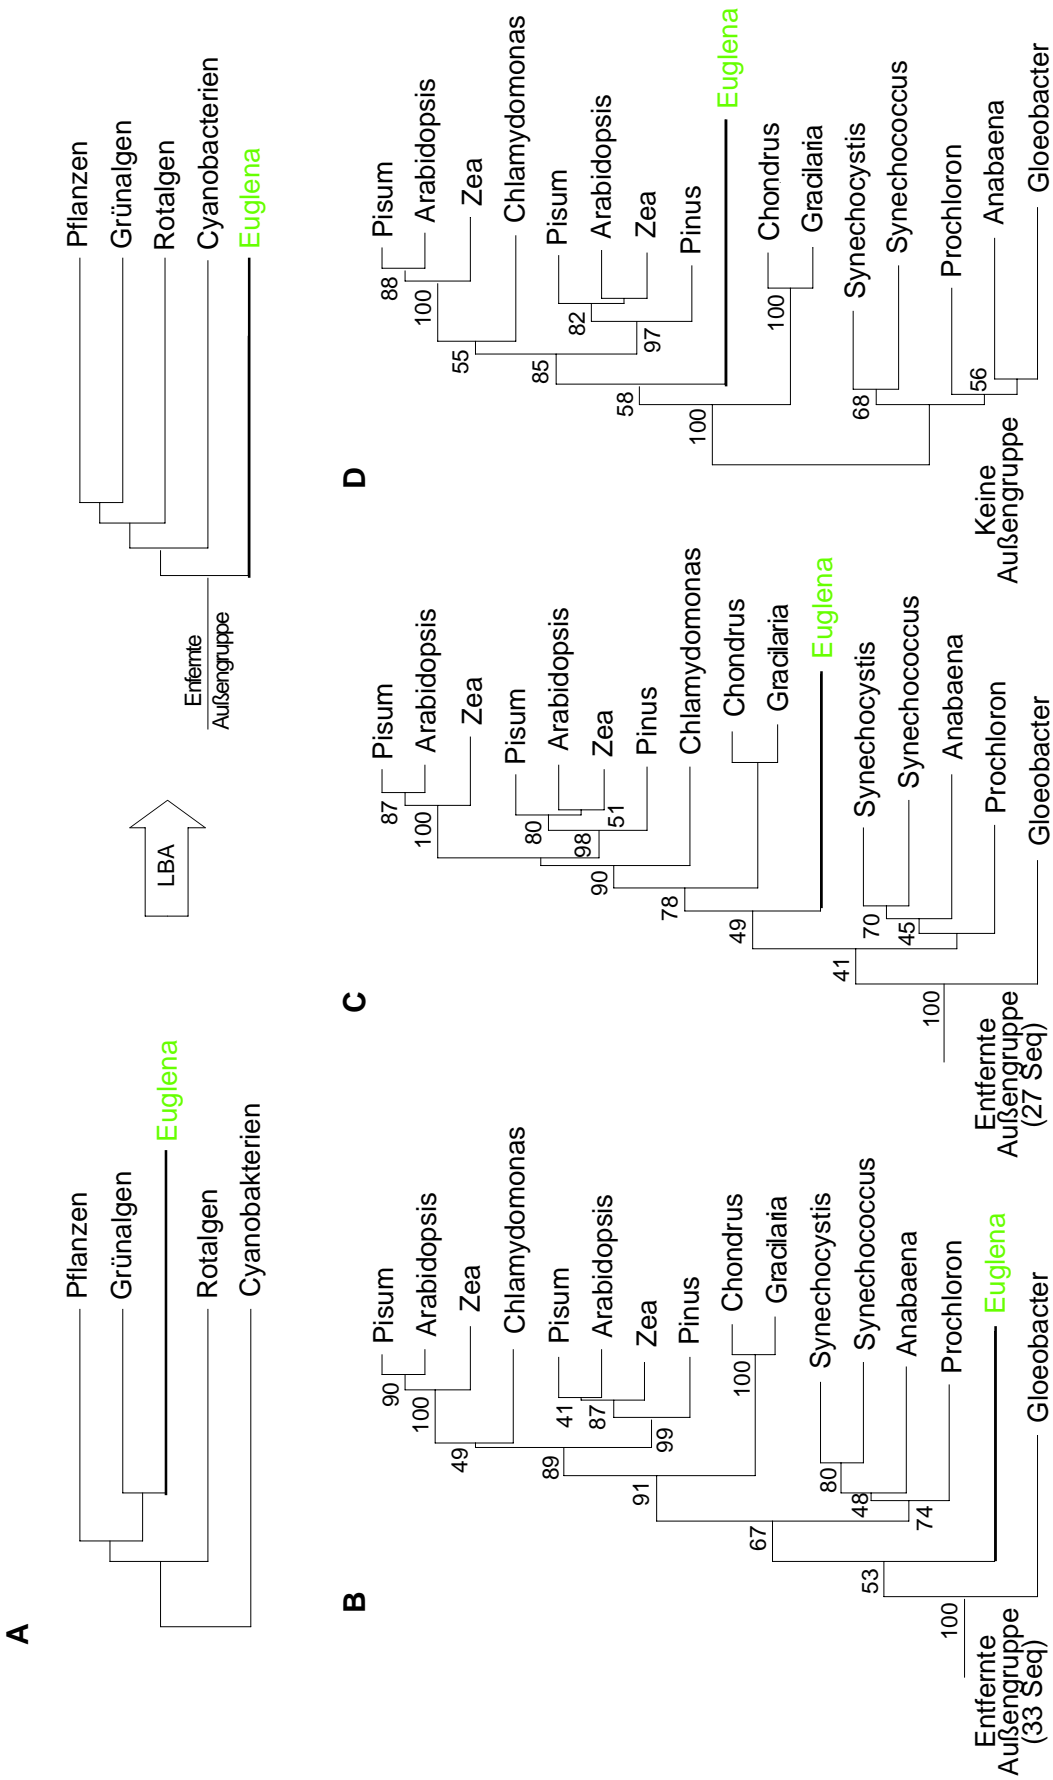 A
Pflanzen
Grünalgen
Euglena
Rotalgen
Cyanobakterien
LBA
Enfernte
Außengruppe
Pflanzen
Grünalgen
Rotalgen
Cyanobacterien
Euglena
B
Pisum
Arabidopsis
Zea
Chlamydomonas
Pisum
Arabidopsis
Zea
Pinus
Chondrus
Gracilaria
Synechocystis
Synechococcus
Anabaena
Prochloron
Euglena
Gloeobacter
90
100
49
41
87
99
89
100
91
80
48
74
67
53
100
Entfernte
Außengruppe
(33 Seq)
C
Pisum
Arabidopsis
Zea
Pisum
Arabidopsis
Zea
Pinus
Chlamydomonas
Chondrus
Gracilaria
Euglena
Synechocystis
Synechococcus
Anabaena
Prochloron
Gloeobacter
87
100
80
51
98
90
78
49
70
45
41
100
Entfernte
Außengruppe
(27 Seq)
D
Pisum
Arabidopsis
Zea
Chlamydomonas
Pisum
Arabidopsis
Zea
Pinus
Euglena
Chondrus
Gracilaria
Synechocystis
Synechococcus
Prochloron
Anabaena
Gloeobacter
88
100
55
82
97
85
58
100
100
68
56
Keine
Außengruppe